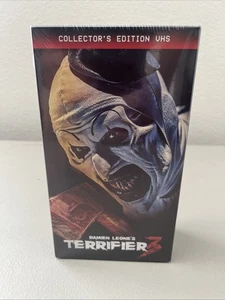 COLLECTOR'S EDITION VHS
DAMIEN LEONE'S
TERRIFIER 3